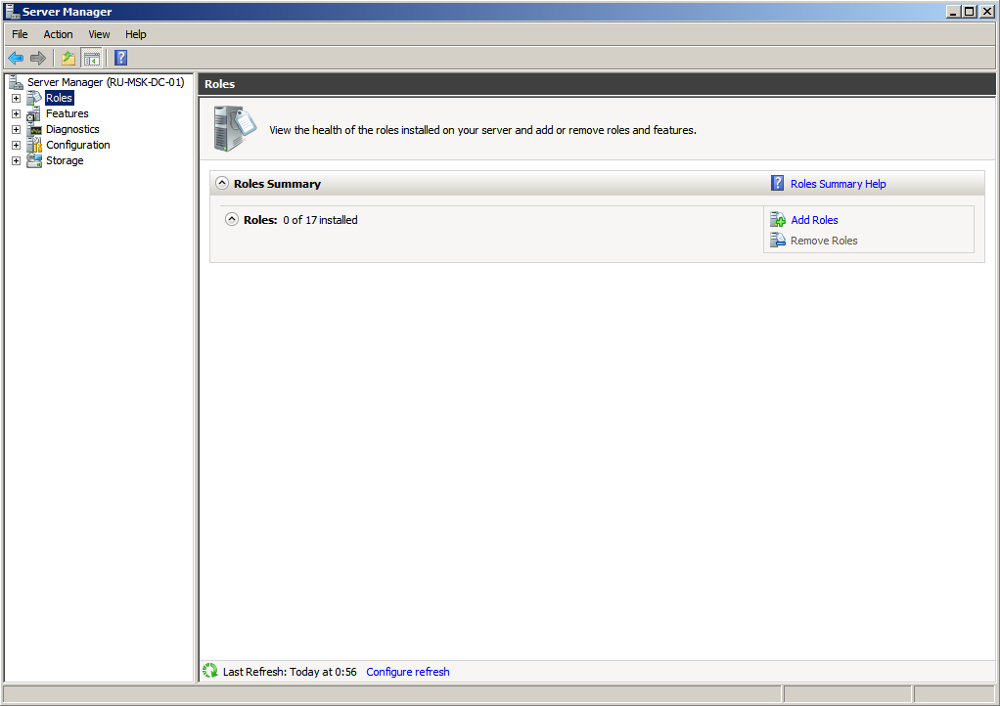 Server Manager
File Action View Help
Server Manager (RU-MSK-DC-01)
Roles
Features
Diagnostics
Configuration
Storage
Roles
View the health of the roles installed on your server and add or remove roles and features.
Roles Summary
Roles Summary Help
Roles: 0 of 17 installed
Add Roles
Remove Roles
Last Refresh: Today at 0:56 Configure refresh